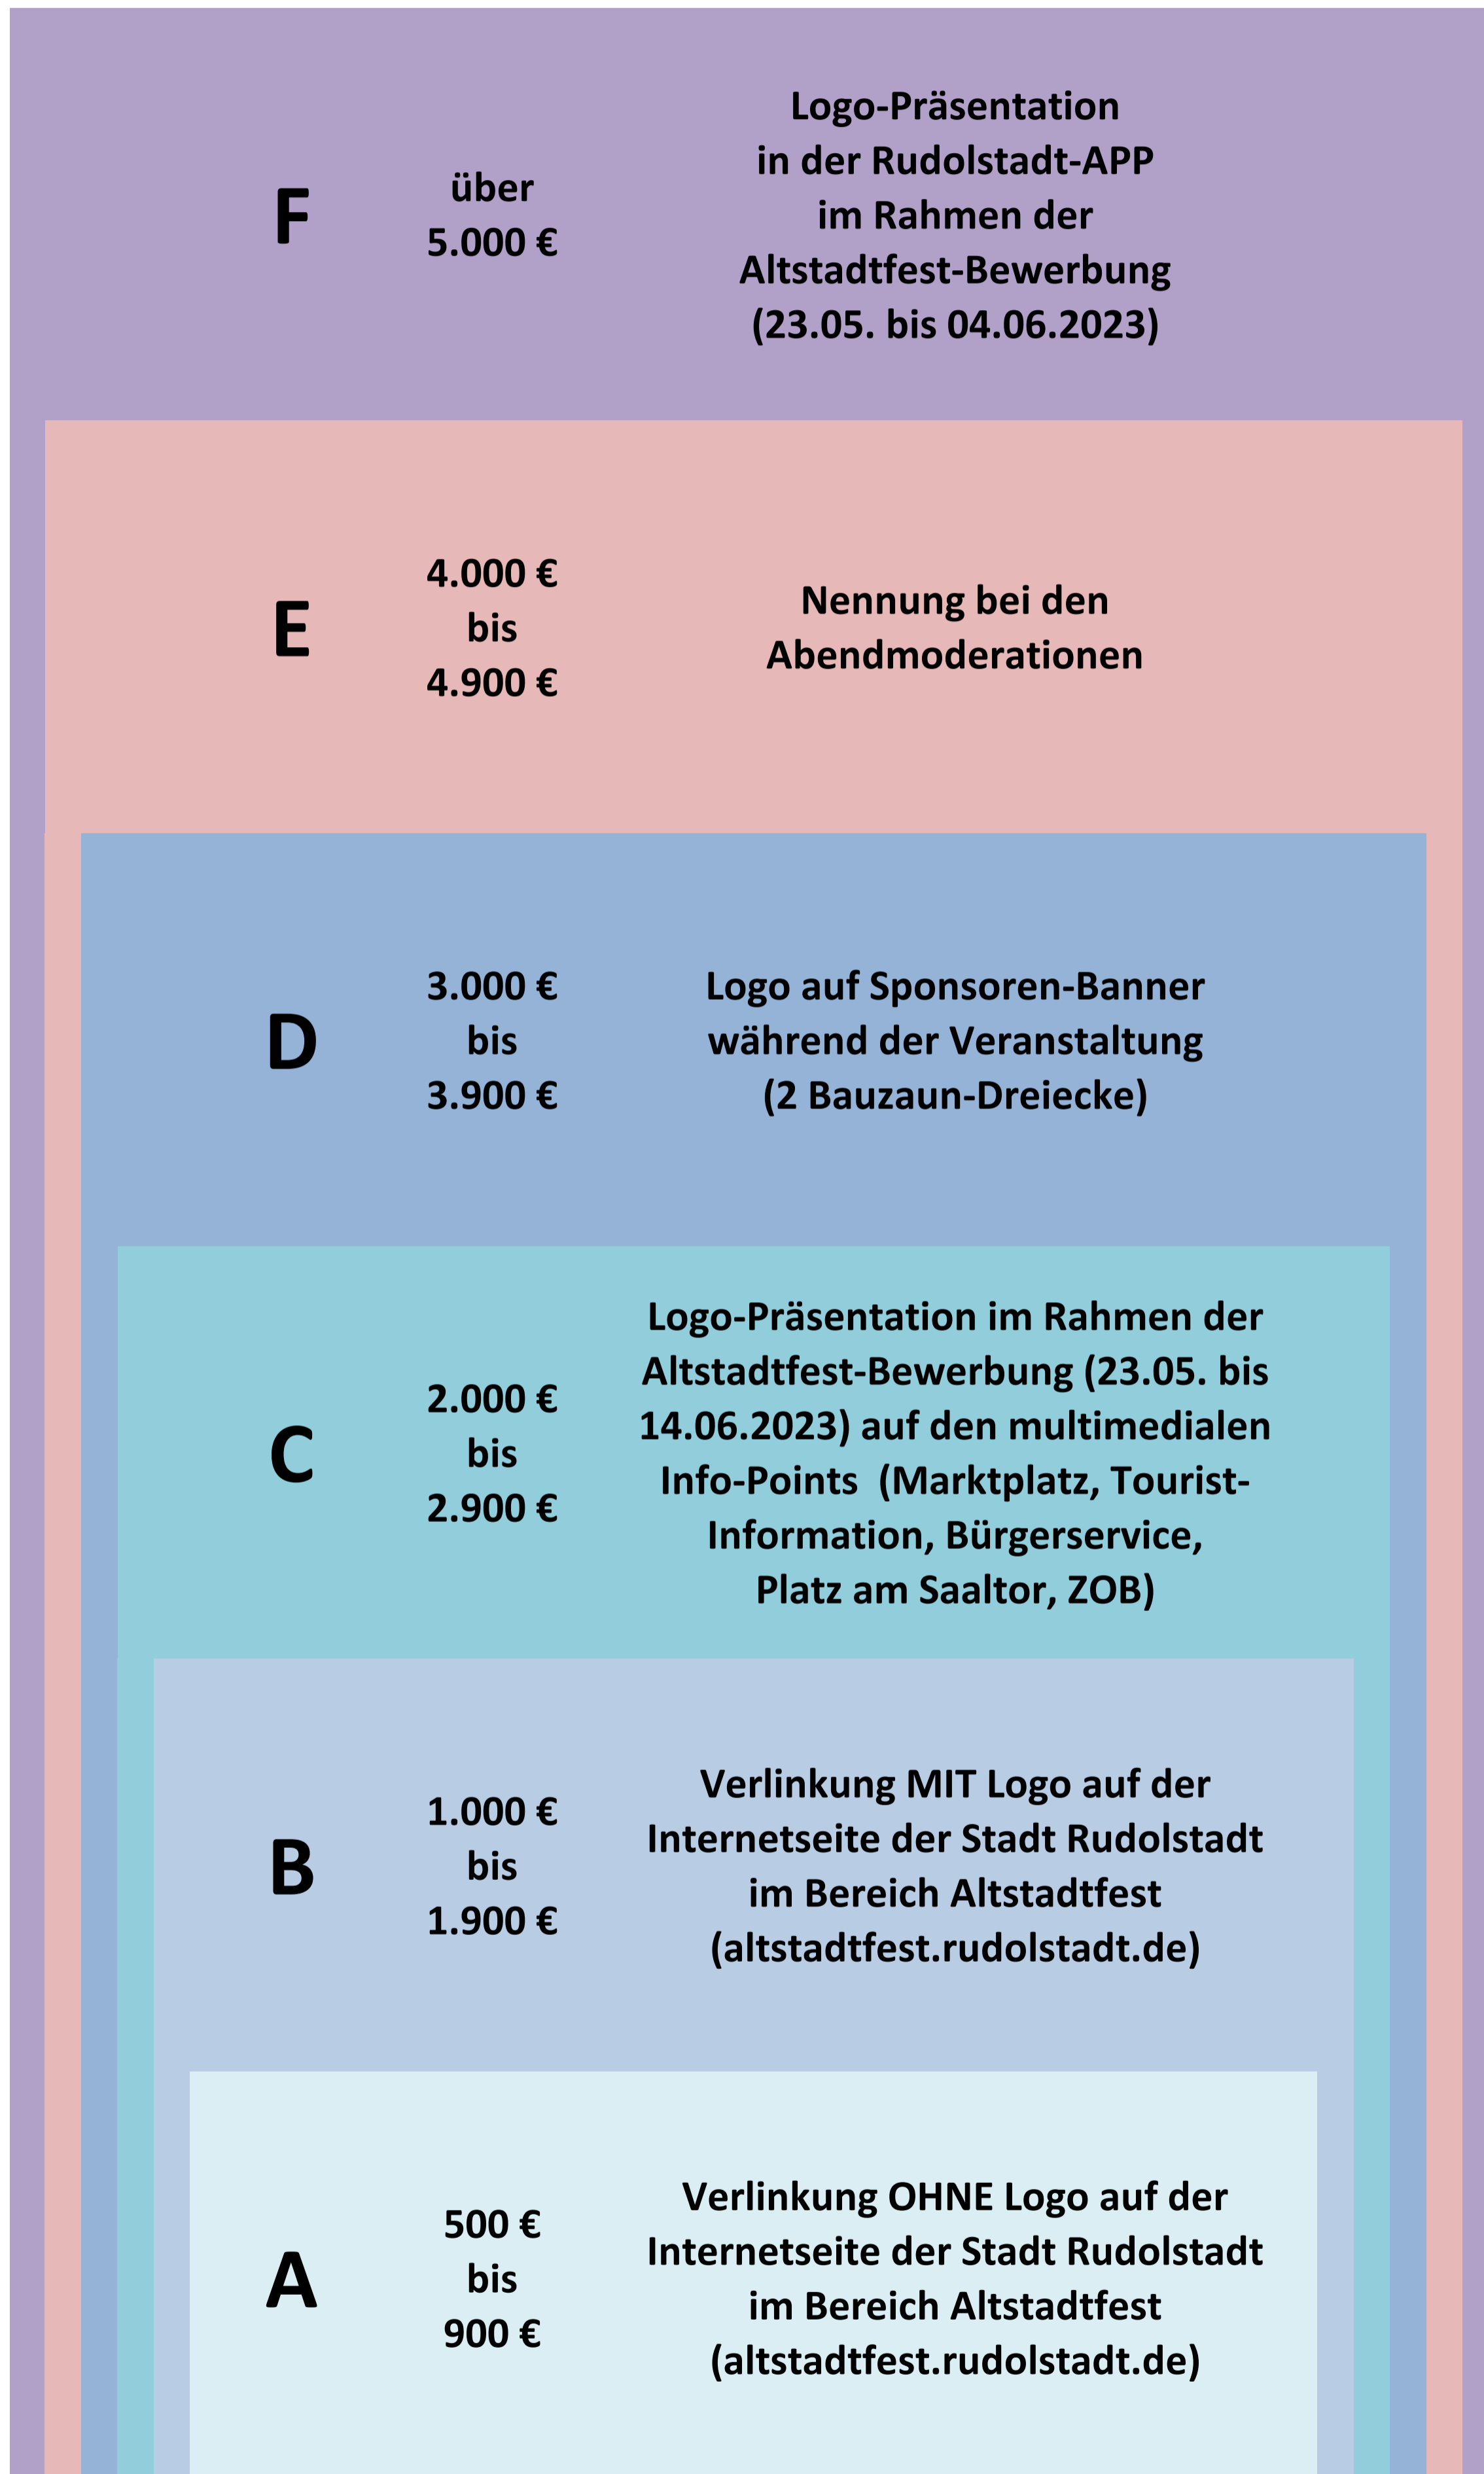 F
über
5.000 €
Logo-Präsentation
in der Rudolstadt-APP
im Rahmen der
Altstadtfest-Bewerbung
(23.05. bis 04.06.2023)
E
4.000 €
bis
4.900 €
Nennung bei den
Abendmoderationen
D
3.000 €
bis
3.900 €
Logo auf Sponsoren-Banner
während der Veranstaltung
(2 Bauzaun-Dreiecke)
C
2.000 €
bis
2.900 €
Logo-Präsentation im Rahmen der
Altstadtfest-Bewerbung (23.05. bis
14.06.2023) auf den multimedialen
Info-Points  (Marktplatz, Tourist-
Information, Bürgerservice,
Platz am Saaltor, ZOB)
B
1.000 €
bis
1.900 €
Verlinkung MIT Logo auf der
Internetseite der Stadt Rudolstadt
im Bereich Altstadtfest
(altstadtfest.rudolstadt.de)
A
500 €
bis
900 €
Verlinkung OHNE Logo auf der
Internetseite der Stadt Rudolstadt
im Bereich Altstadtfest
(altstadtfest.rudolstadt.de)